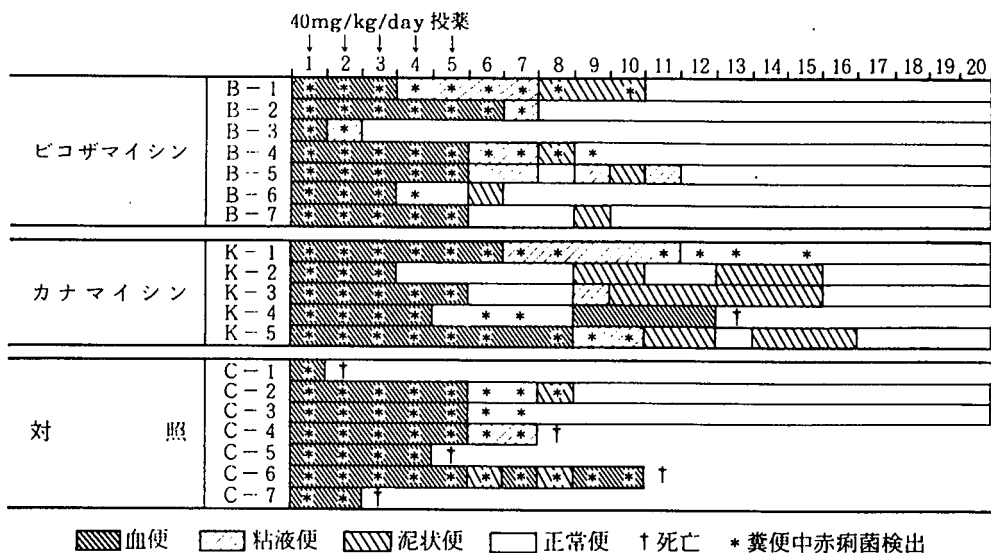 40mg/kg/day 投薬
↓ ↓ ↓ ↓ ↓
1 2 3 4 5 6 7 8 9 10 11 12 13 14 15 16 17 18 19 20
ビコザマイシン
B-1 * * * * * * * * *
B-2 * * * * * * *
B-3 * *
B-4 * * * * * * * * *
B-5 * * * * * *
B-6 * * * *
B-7 * * * * *
カナマイシン
K-1 * * * * * * * * * * * *
K-2 * * *
K-3 * * * * *
K-4 * * * * * * †
K-5 * * * * * * * * *
対照
C-1 * †
C-2 * * * * * * * *
C-3 * * * * * * *
C-4 * * * * * * * †
C-5 * * * * †
C-6 * * * * * * * * * * †
C-7 * * †
血便 粘液便 泥状便 正常便 †死亡 *糞便中赤痢菌検出